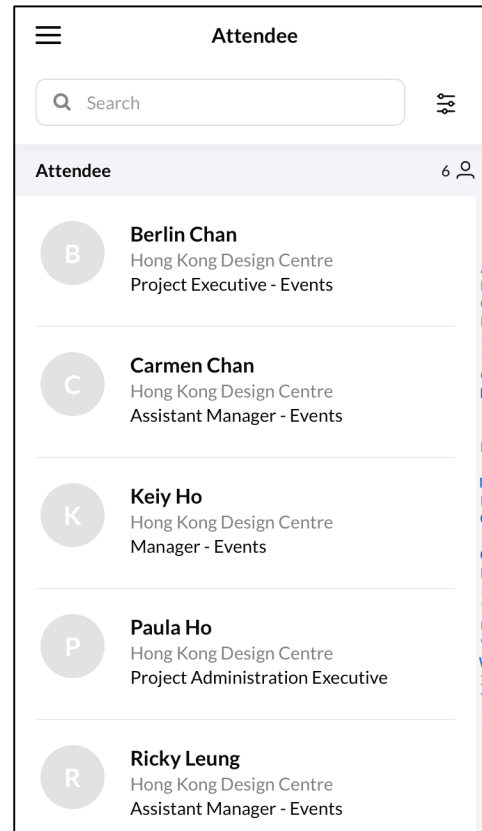 Attendee
Search
Attendee
6
B
Berlin Chan
Hong Kong Design Centre
Project Executive - Events
C
Carmen Chan
Hong Kong Design Centre
Assistant Manager - Events
K
Keiy Ho
Hong Kong Design Centre
Manager - Events
P
Paula Ho
Hong Kong Design Centre
Project Administration Executive
R
Ricky Leung
Hong Kong Design Centre
Assistant Manager - Events